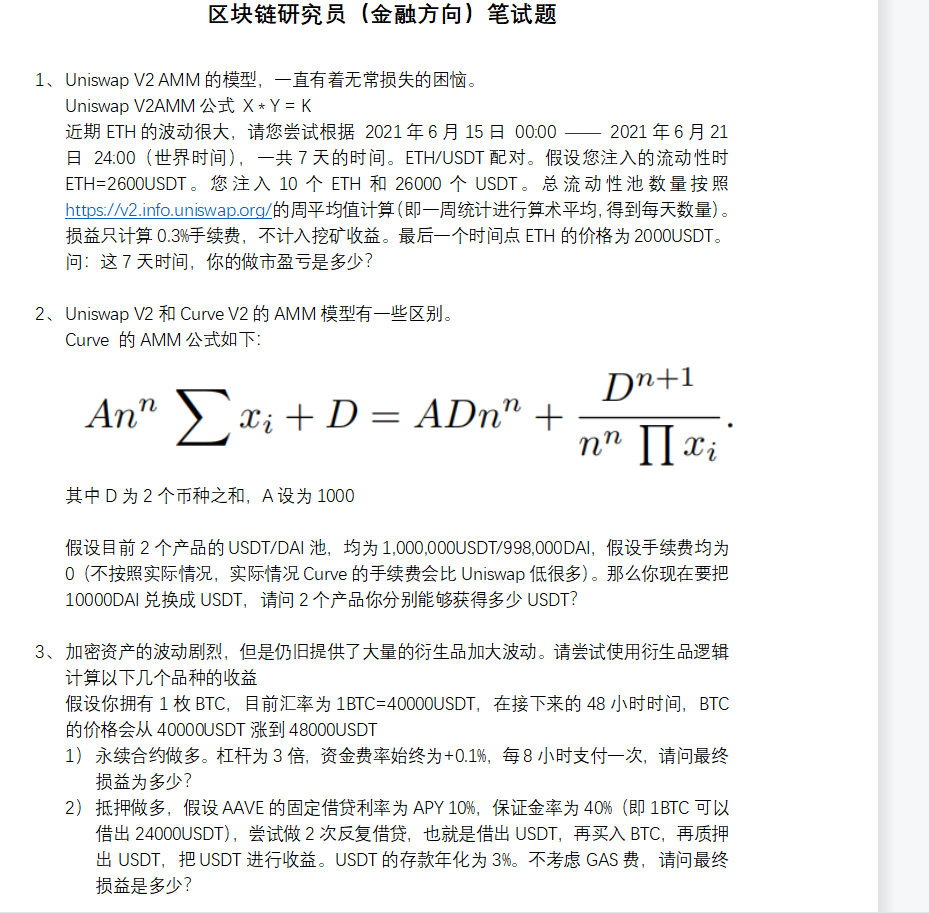 区块链研究员（金融方向）笔试题
1、Uniswap V2 AMM 的模型，一直有着无常损失的困恼。
Uniswap V2AMM 公式 X * Y = K
近期 ETH 的波动很大，请您尝试根据 2021 年 6 月 15 日 00:00 —— 2021 年 6 月 21
日 24:00（世界时间），一共 7 天的时间。ETH/USDT 配对。假设您注入的流动性时
ETH=2600USDT。您注入 10 个 ETH 和 26000 个 USDT。总流动性池数量按照
https://v2.info.uniswap.org/的周平均值计算（即一周统计进行算术平均，得到每天数量）。
损益只计算 0.3%手续费，不计入挖矿收益。最后一个时间点 ETH 的价格为 2000USDT。
问：这 7 天时间，你的做市盈亏是多少？
2、Uniswap V2 和 Curve V2 的 AMM 模型有一些区别。
Curve 的 AMM 公式如下：
Anⁿ ∑ xᵢ + D = ADnⁿ + Dⁿ⁺¹ / (nⁿ ∏ xᵢ).
其中 D 为 2 个币种之和，A 设为 1000
假设目前 2 个产品的 USDT/DAI 池，均为 1,000,000USDT/998,000DAI，假设手续费均为
0（不按照实际情况，实际情况 Curve 的手续费会比 Uniswap 低很多）。那么你现在要把
10000DAI 兑换成 USDT，请问 2 个产品你分别能够获得多少 USDT？
3、加密资产的波动剧烈，但是仍旧提供了大量的衍生品加大波动。请尝试使用衍生品逻辑
计算以下几个品种的收益
假设你拥有 1 枚 BTC，目前汇率为 1BTC=40000USDT，在接下来的 48 小时时间，BTC
的价格会从 40000USDT 涨到 48000USDT
1） 永续合约做多。杠杆为 3 倍，资金费率始终为+0.1%，每 8 小时支付一次，请问最终
损益为多少？
2） 抵押做多，假设 AAVE 的固定借贷利率为 APY 10%，保证金率为 40%（即 1BTC 可以
借出 24000USDT），尝试做 2 次反复借贷，也就是借出 USDT，再买入 BTC，再质押
出 USDT，把 USDT 进行收益。USDT 的存款年化为 3%。不考虑 GAS 费，请问最终
损益是多少？